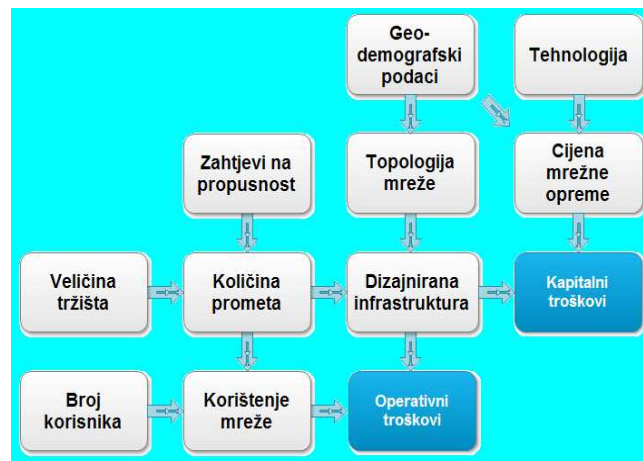 Geo-
demografski
podaci
Tehnologija
Zahtjevi na
propusnost
Topologija
mreže
Cijena
mrežne
opreme
Veličina
tržišta
Količina
prometa
Dizajnirana
infrastruktura
Kapitalni
troškovi
Broj
korisnika
Korištenje
mreže
Operativni
troškovi